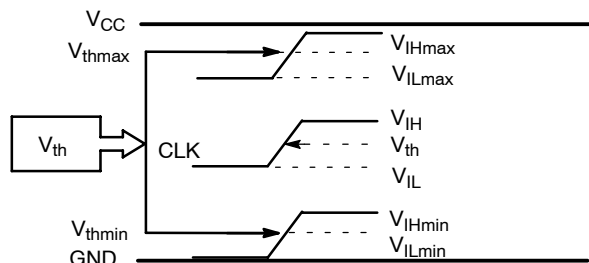 VCC
Vthmax
VIHmax
VILmax
Vth
CLK
VIH
Vth
VIL
Vthmin
VIHmin
VILmin
GND